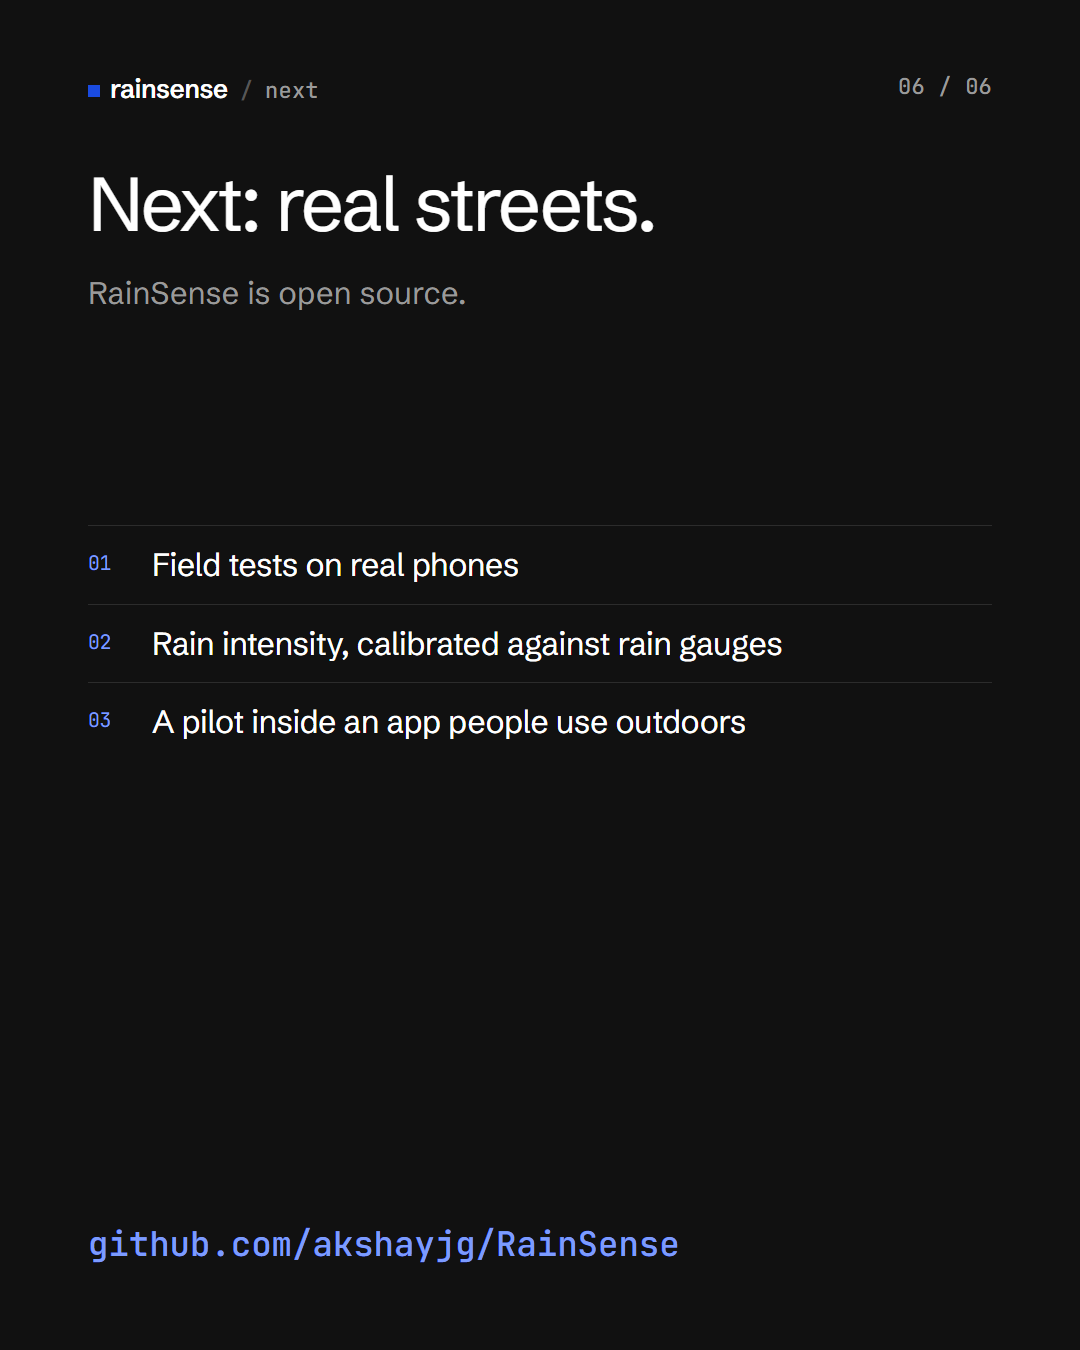 rainsense / next
06 / 06
Next: real streets.
RainSense is open source.
01 Field tests on real phones
02 Rain intensity, calibrated against rain gauges
03 A pilot inside an app people use outdoors
github.com/akshayjg/RainSense